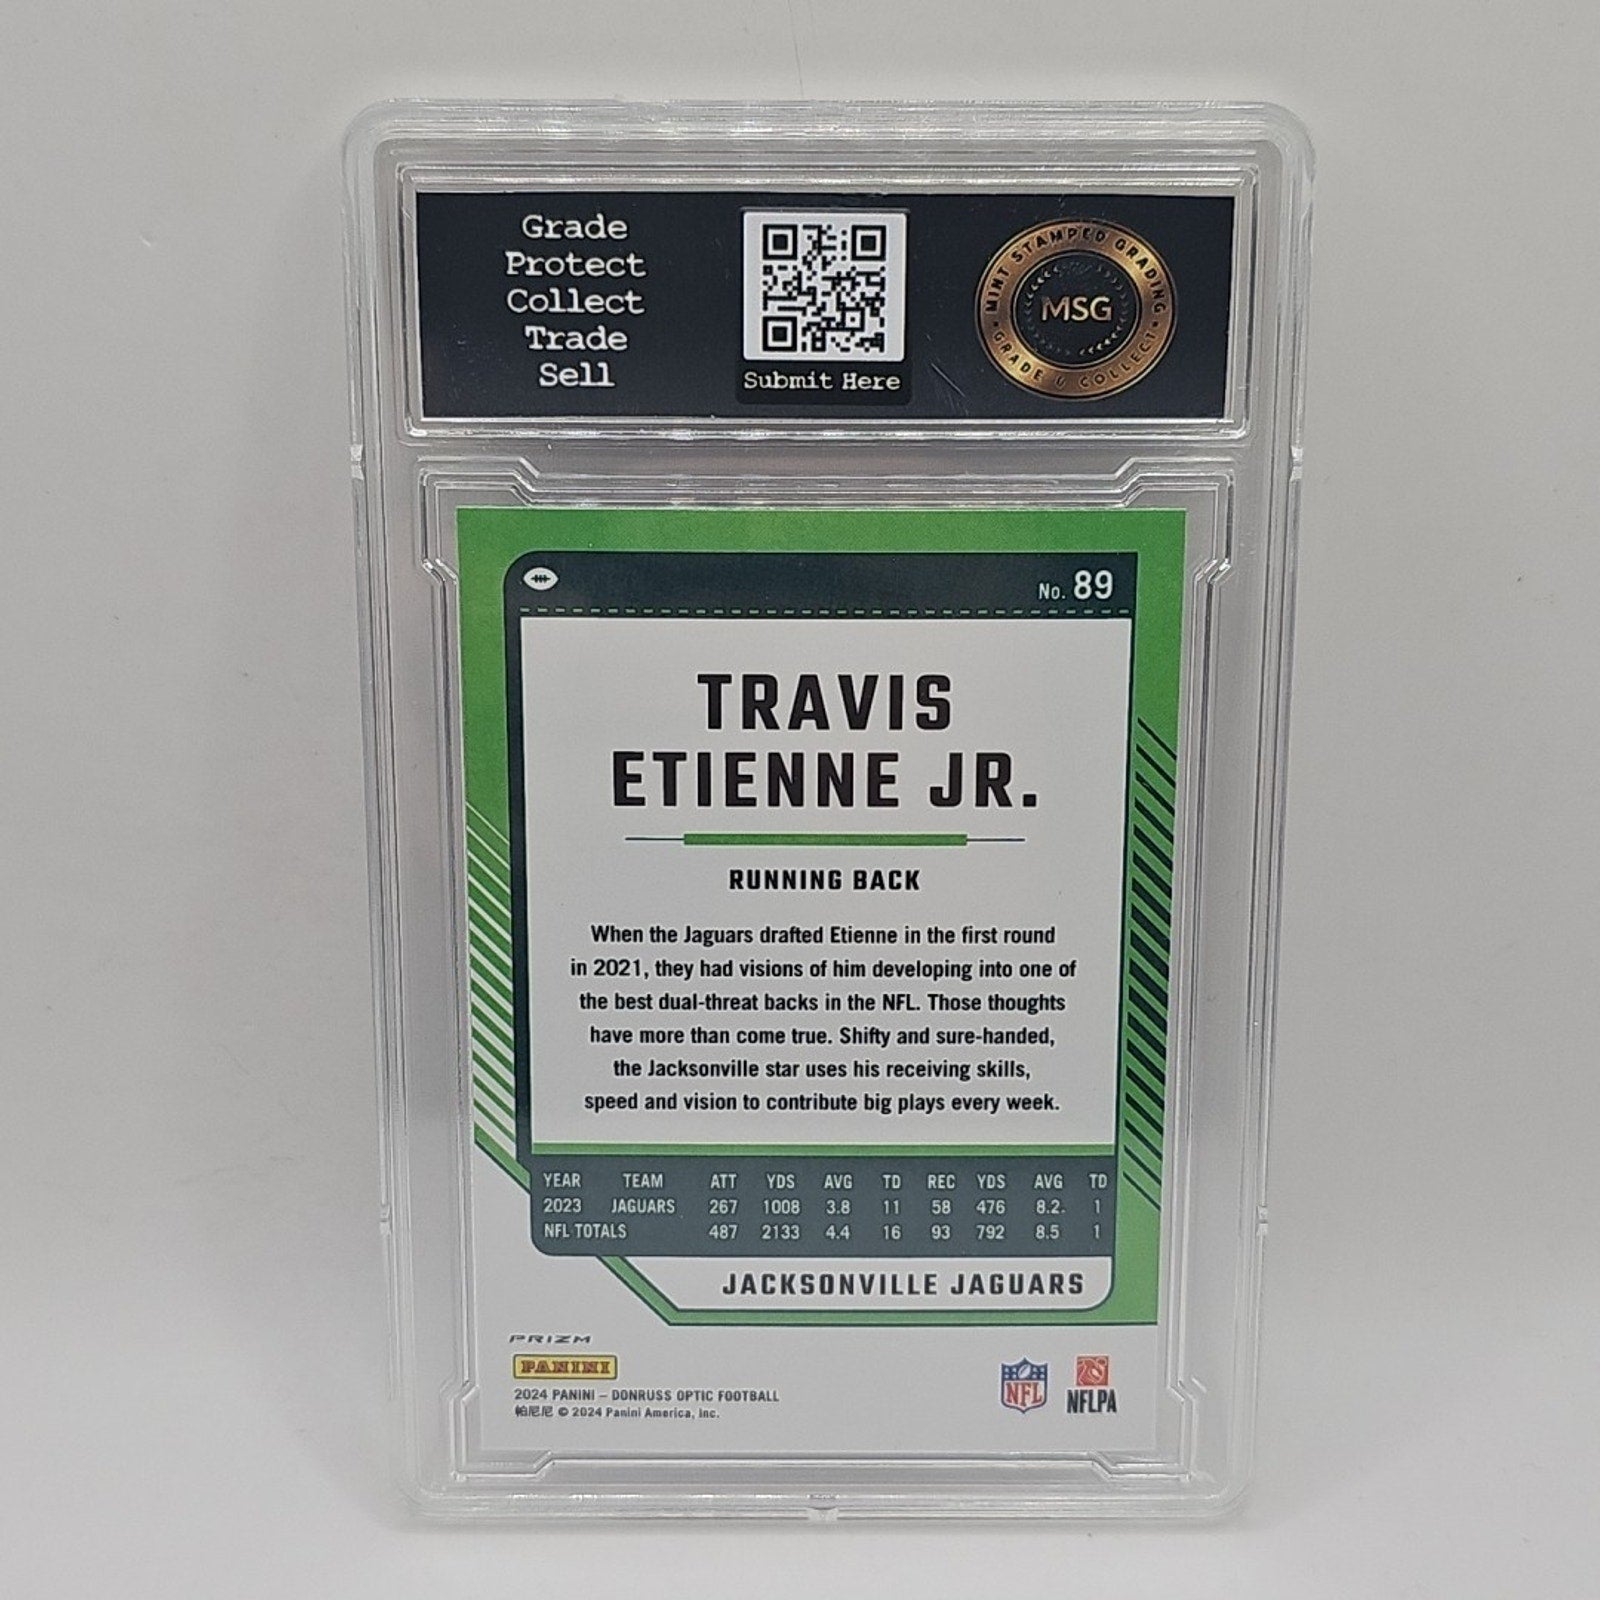 Grade
Protect
Collect
Trade
Sell
Submit Here
MINT STAMPED GRADING
MSG
GRADE U COLLECT
No. 89
TRAVIS
ETIENNE JR.
RUNNING BACK
When the Jaguars drafted Etienne in the first round
in 2021, they had visions of him developing into one of
the best dual-threat backs in the NFL. Those thoughts
have more than come true. Shifty and sure-handed,
the Jacksonville star uses his receiving skills,
speed and vision to contribute big plays every week.
YEAR TEAM ATT YDS AVG TD REC YDS AVG TD
2023 JAGUARS 267 1008 3.8 11 58 476 8.2. 1
NFL TOTALS 487 2133 4.4 16 93 792 8.5 1
JACKSONVILLE JAGUARS
PRIZM
PANINI
2024 PANINI – DONRUSS OPTIC FOOTBALL
帕尼尼 © 2024 Panini America, Inc.
NFL
NFLPA